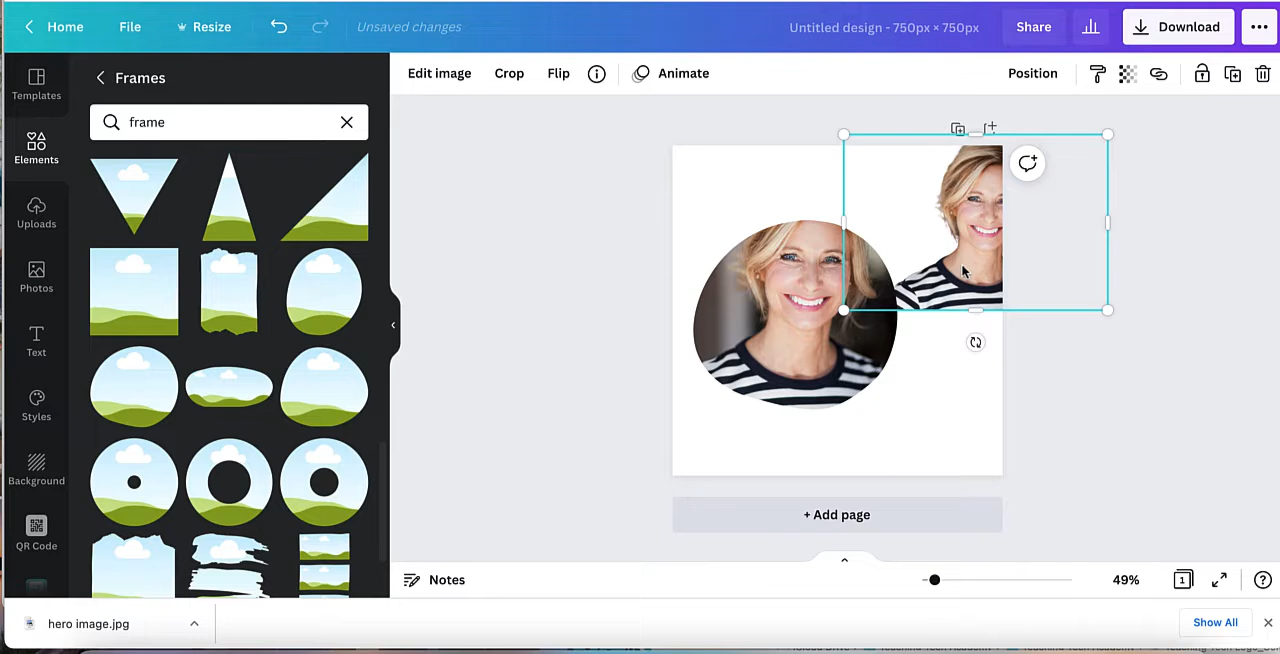 Home File Resize Unsaved changes Untitled design - 750px × 750px Share Download
Templates
Elements
Uploads
Photos
Text
Styles
Background
QR Code
Frames
frame
Edit image Crop Flip Animate Position
+ Add page
Notes 49% 1
hero image.jpg Show All